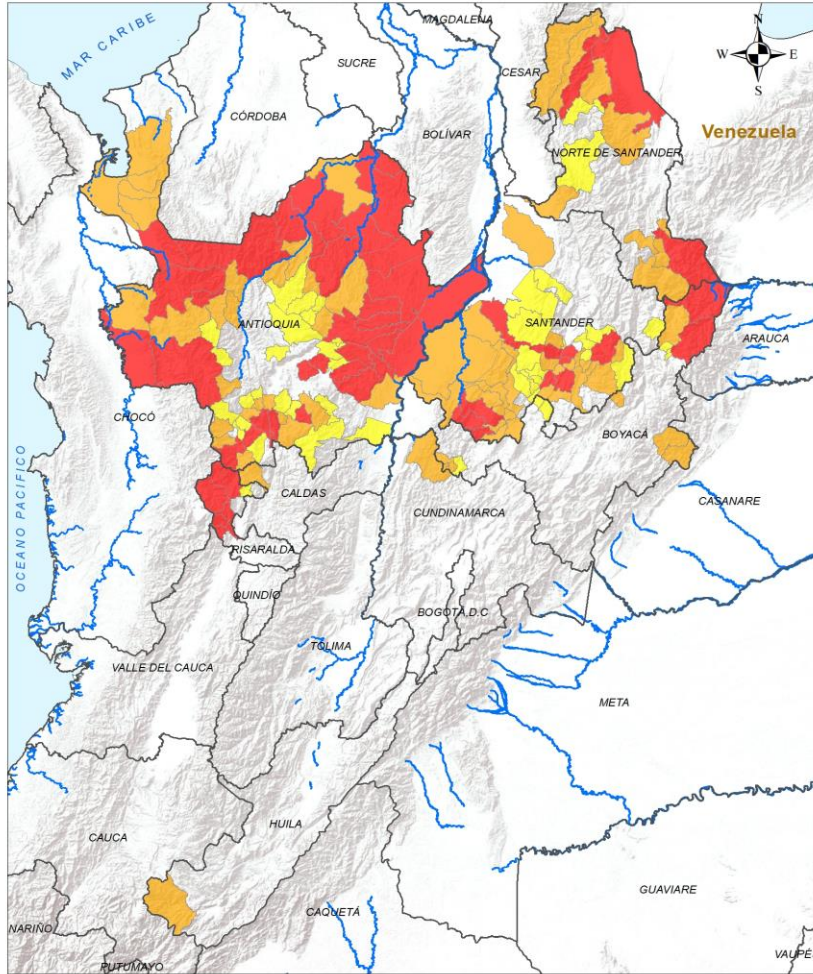 MAGDALENA
MAR CARIBE
N
W E
S
SUCRE
CESAR
CÓRDOBA
BOLÍVAR
Venezuela
NORTE DE SANTANDER
ANTIOQUIA
SANTANDER
ARAUCA
CHOCÓ
BOYACÁ
OCEANO PACIFICO
CALDAS
CUNDINAMARCA
CASANARE
RISARALDA
QUINDÍO
BOGOTÁ, D.C
TOLIMA
VALLE DEL CAUCA
META
HUILA
CAUCA
GUAVIARE
CAQUETÁ
NARIÑO
PUTUMAYO
VAUPÉ